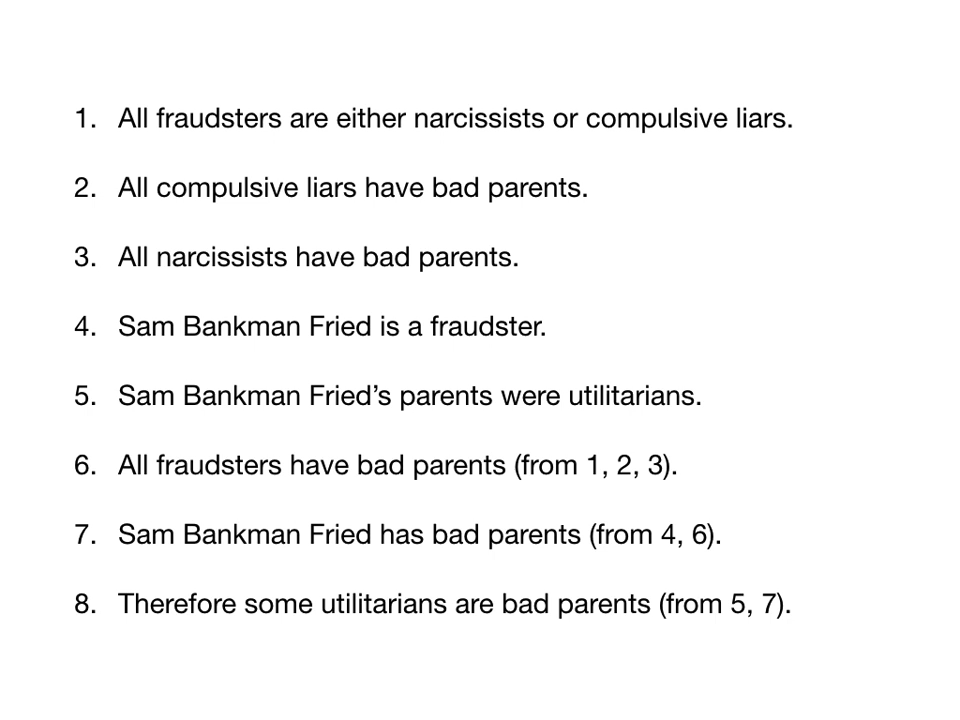 1. All fraudsters are either narcissists or compulsive liars.
2. All compulsive liars have bad parents.
3. All narcissists have bad parents.
4. Sam Bankman Fried is a fraudster.
5. Sam Bankman Fried’s parents were utilitarians.
6. All fraudsters have bad parents (from 1, 2, 3).
7. Sam Bankman Fried has bad parents (from 4, 6).
8. Therefore some utilitarians are bad parents (from 5, 7).